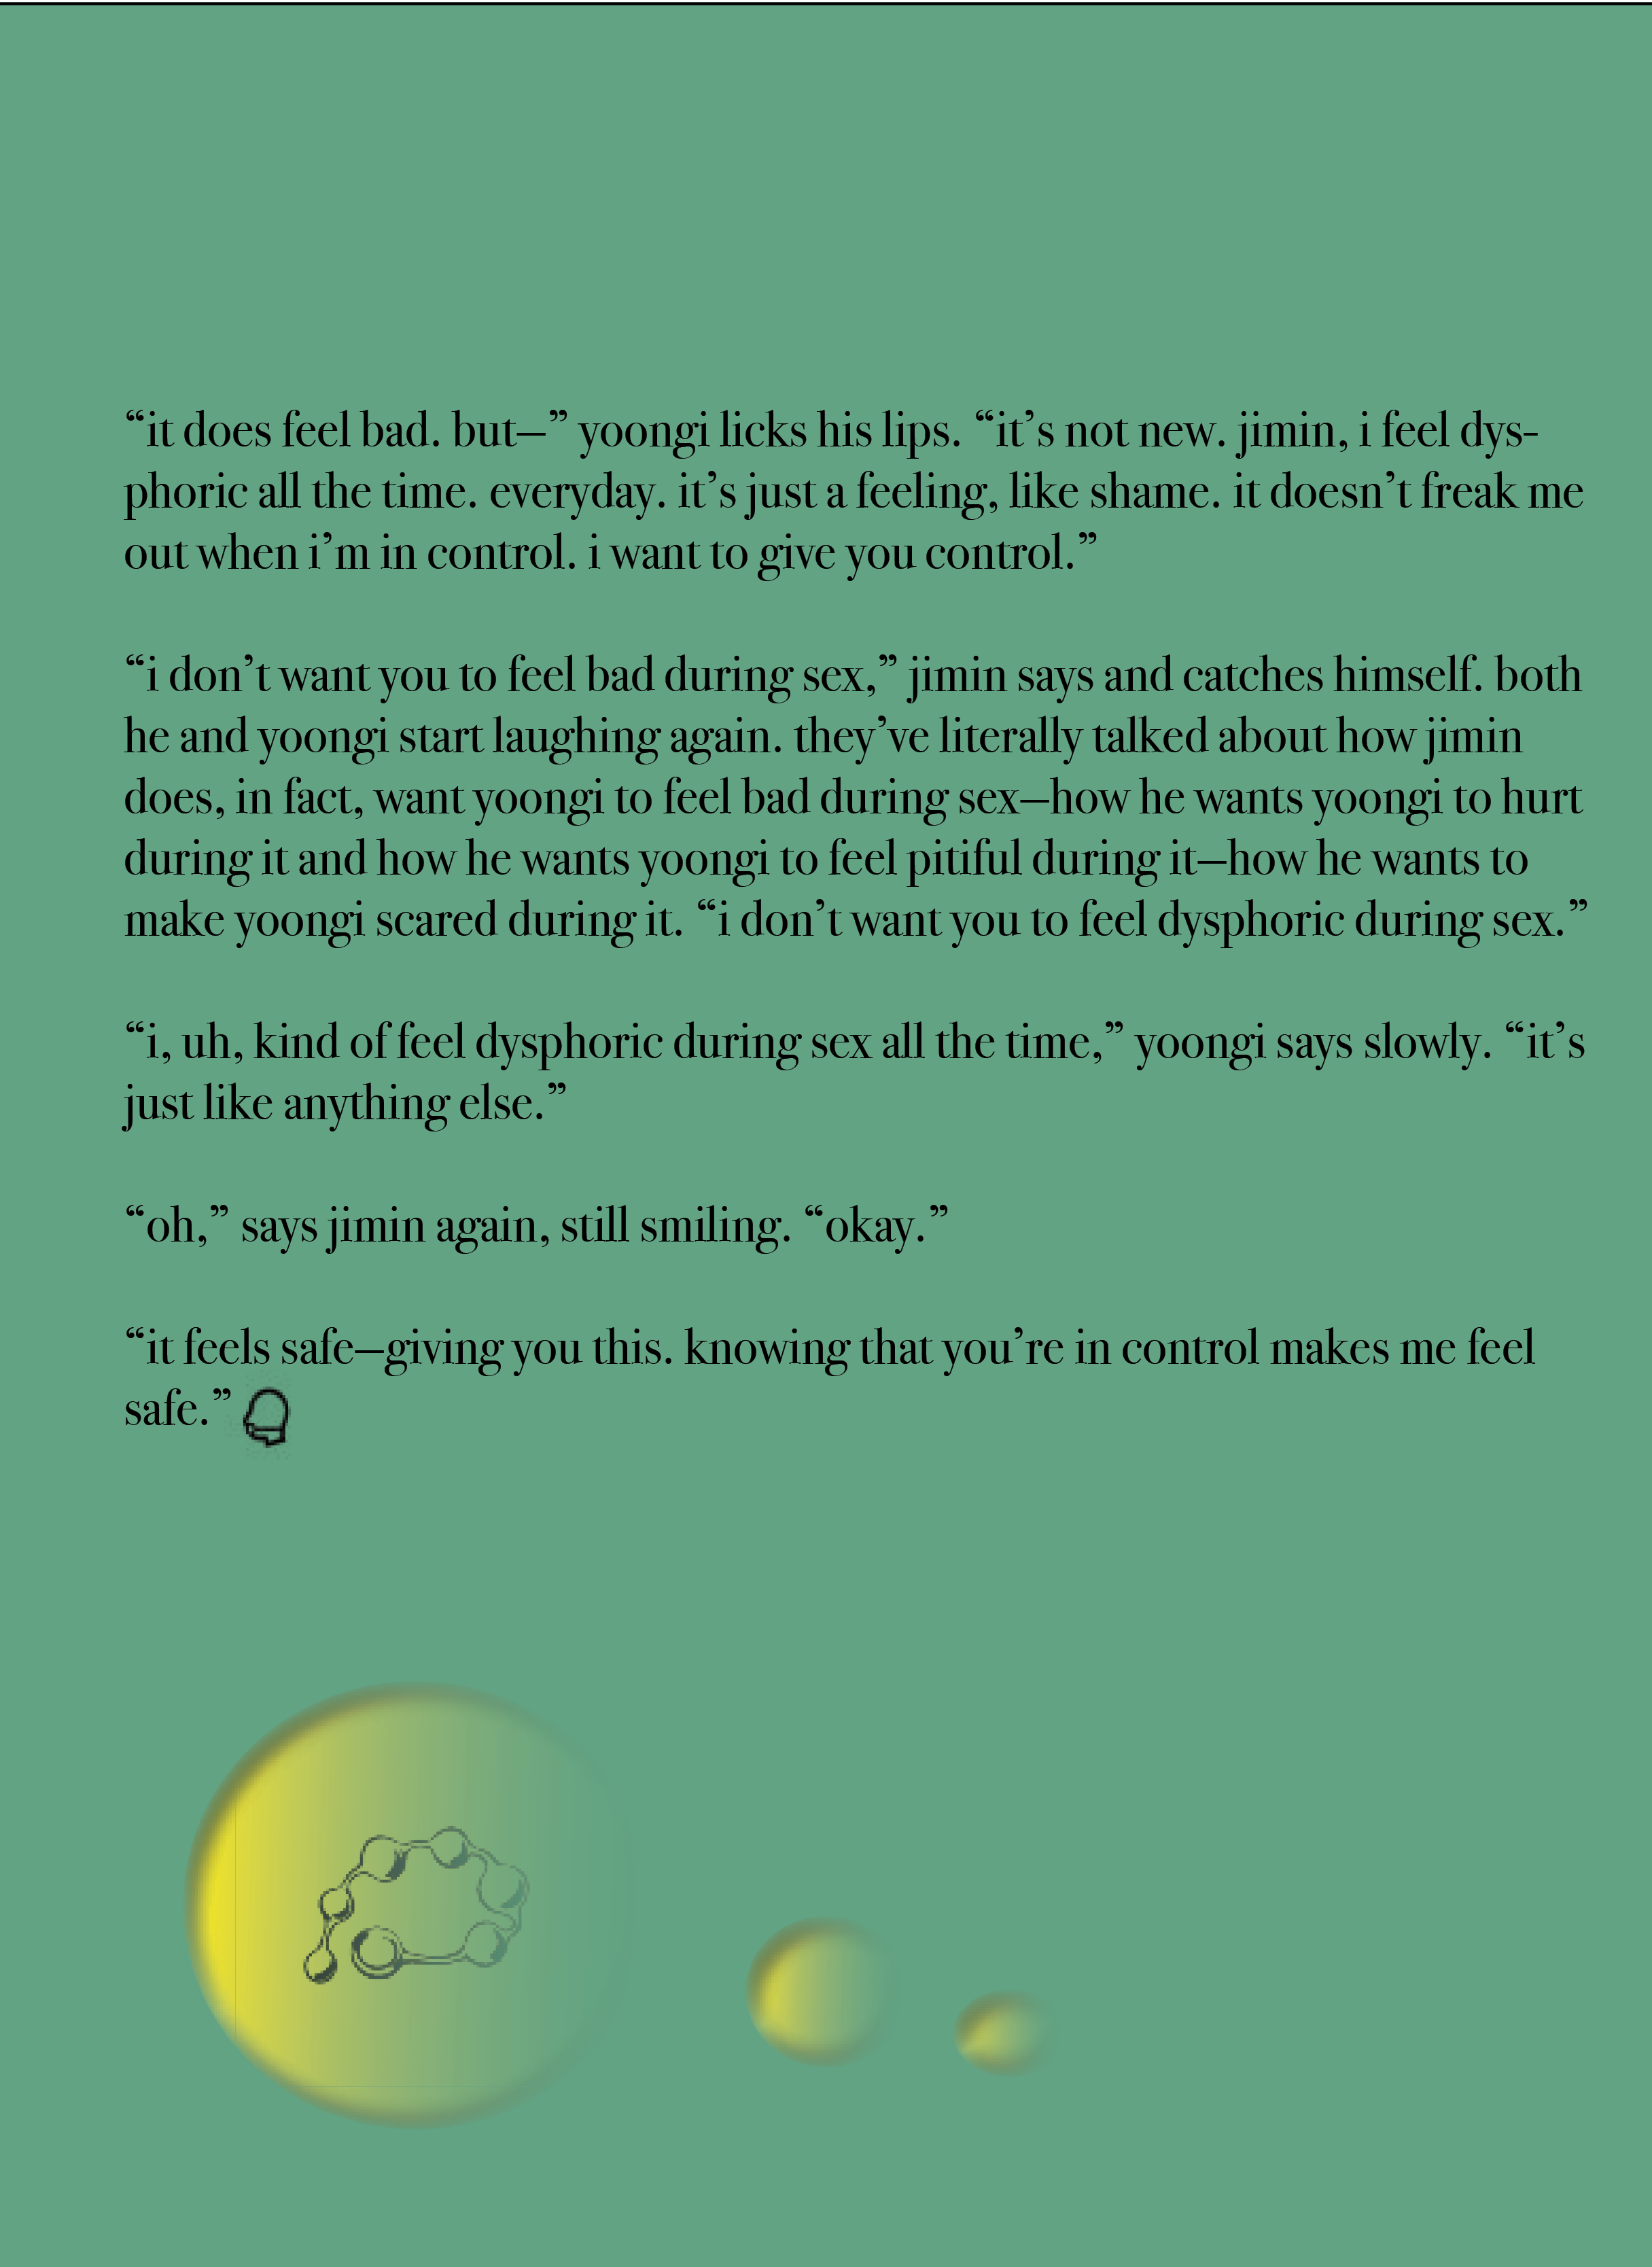 “it does feel bad. but—” yoongi licks his lips. “it’s not new. jimin, i feel dys-
phoric all the time. everyday. it’s just a feeling, like shame. it doesn’t freak me
out when i’m in control. i want to give you control.”
“i don’t want you to feel bad during sex,” jimin says and catches himself. both
he and yoongi start laughing again. they’ve literally talked about how jimin
does, in fact, want yoongi to feel bad during sex—how he wants yoongi to hurt
during it and how he wants yoongi to feel pitiful during it—how he wants to
make yoongi scared during it. “i don’t want you to feel dysphoric during sex.”
“i, uh, kind of feel dysphoric during sex all the time,” yoongi says slowly. “it’s
just like anything else.”
“oh,” says jimin again, still smiling. “okay.”
“it feels safe—giving you this. knowing that you’re in control makes me feel
safe.”